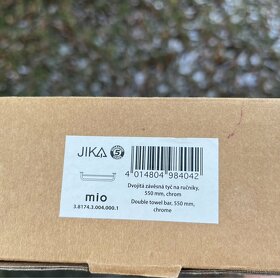 JIKA
5
4 014804 984042
Dvojitá závěsná tyč na ručníky,
550 mm, chrom
mio
Double towel bar, 550 mm,
3.8174.3.004.000.1
chrome